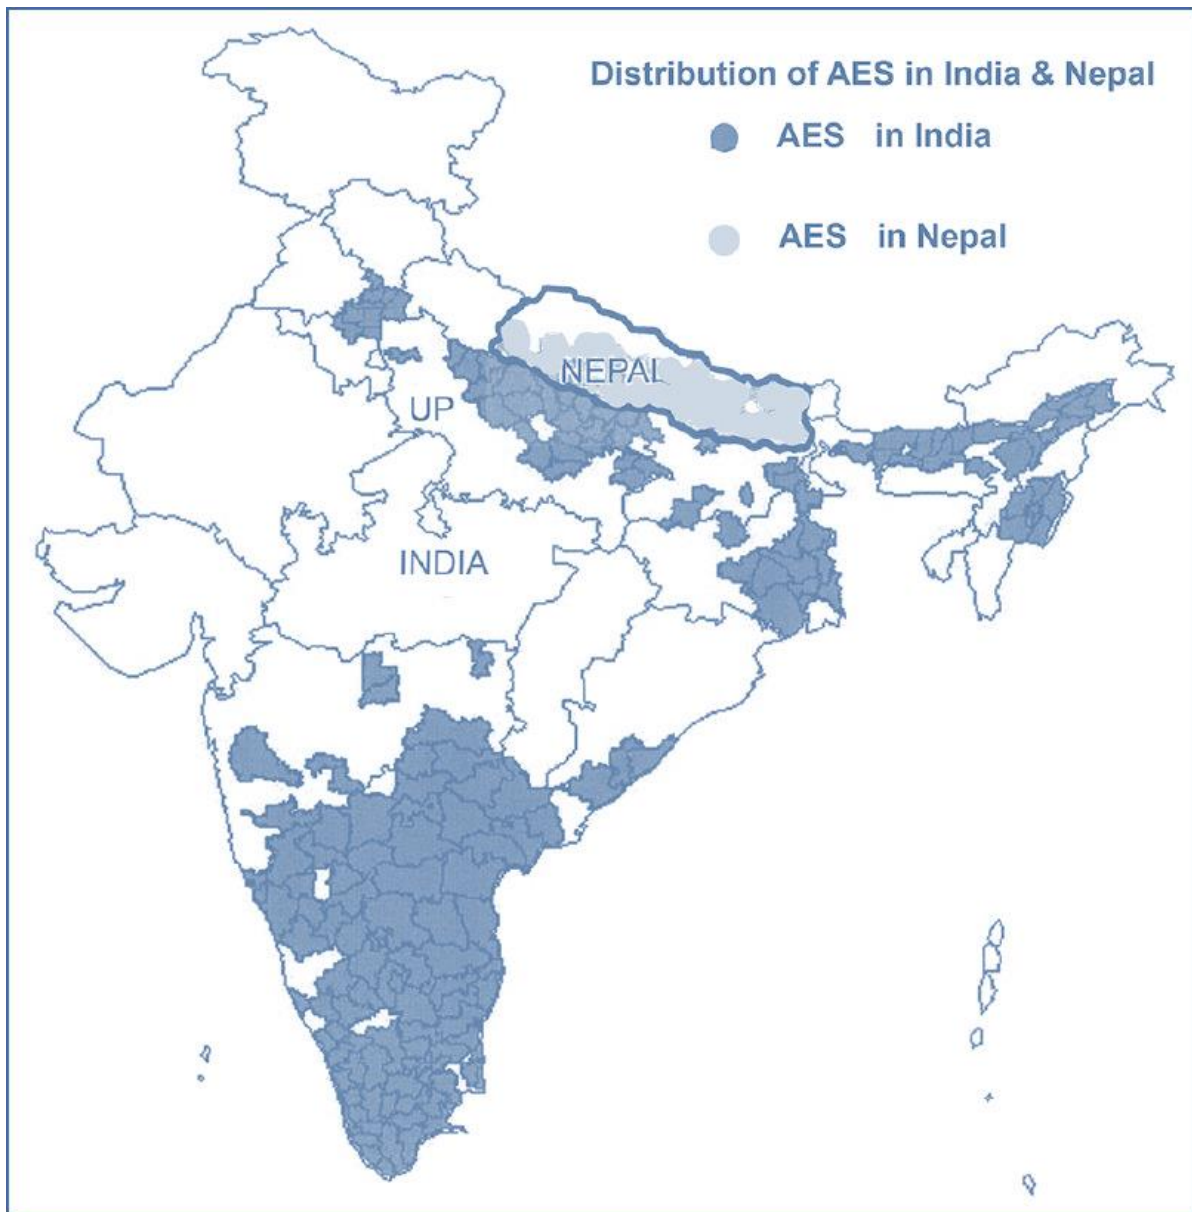 Distribution of AES in India & Nepal
AES in India
AES in Nepal
NEPAL
UP
INDIA